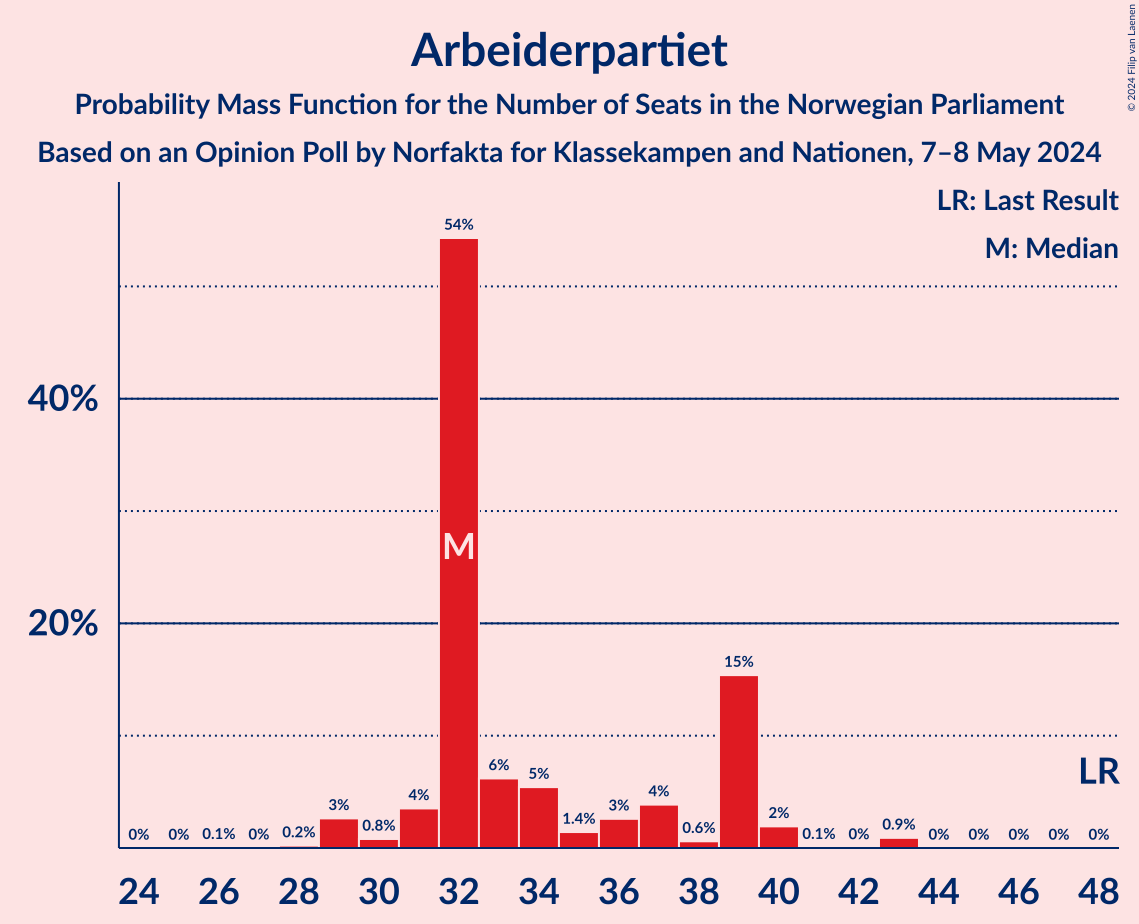 Arbeiderpartiet
Probability Mass Function for the Number of Seats in the Norwegian Parliament
Based on an Opinion Poll by Norfakta for Klassekampen and Nationen, 7–8 May 2024
© 2024 Filip van Laenen
LR: Last Result
M: Median
54%
40%
M
20%
15%
LR
0% 0% 0.1% 0% 0.2% 3% 0.8% 4% 6% 5% 1.4% 3% 4% 0.6% 2% 0.1% 0% 0.9% 0% 0% 0% 0% 0%
24 26 28 30 32 34 36 38 40 42 44 46 48